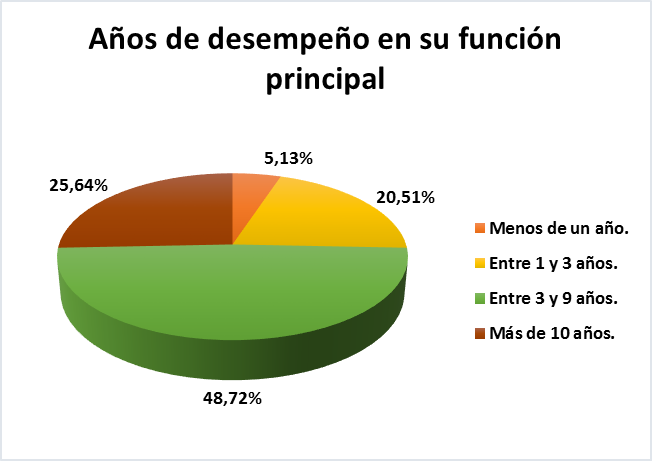 Años de desempeño en su función
principal
5,13%
25,64%
20,51%
Menos de un año.
Entre 1 y 3 años.
Entre 3 y 9 años.
Más de 10 años.
48,72%